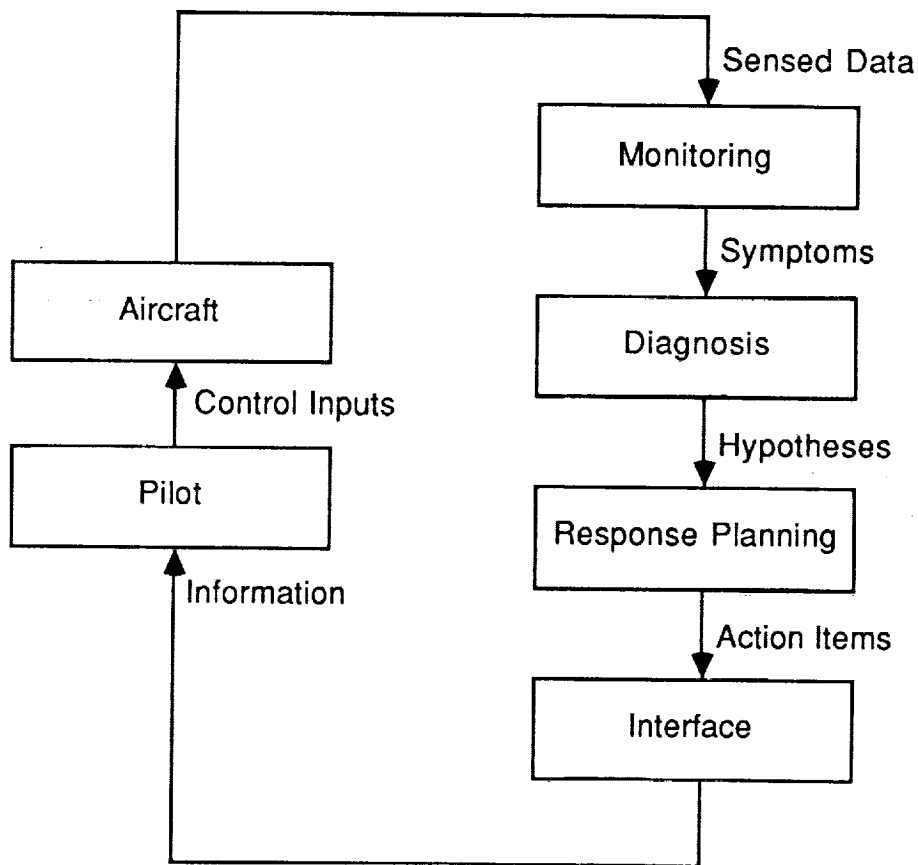 Sensed Data
Monitoring
Symptoms
Aircraft
Diagnosis
Control Inputs
Hypotheses
Pilot
Response Planning
Information
Action Items
Interface